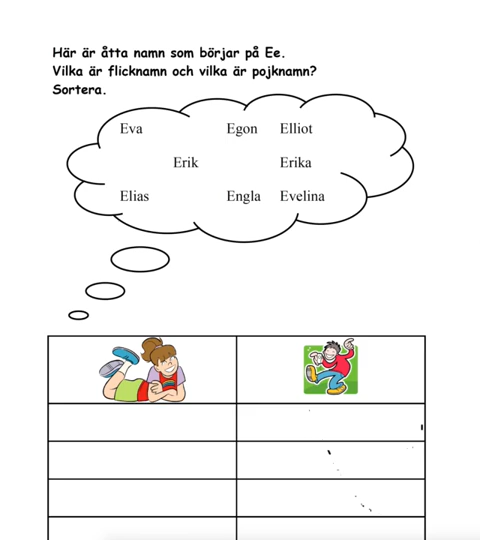 Här är åtta namn som börjar på Ee.
Vilka är flicknamn och vilka är pojknamn?
Sortera.
Eva Egon Elliot
Erik Erika
Elias Engla Evelina